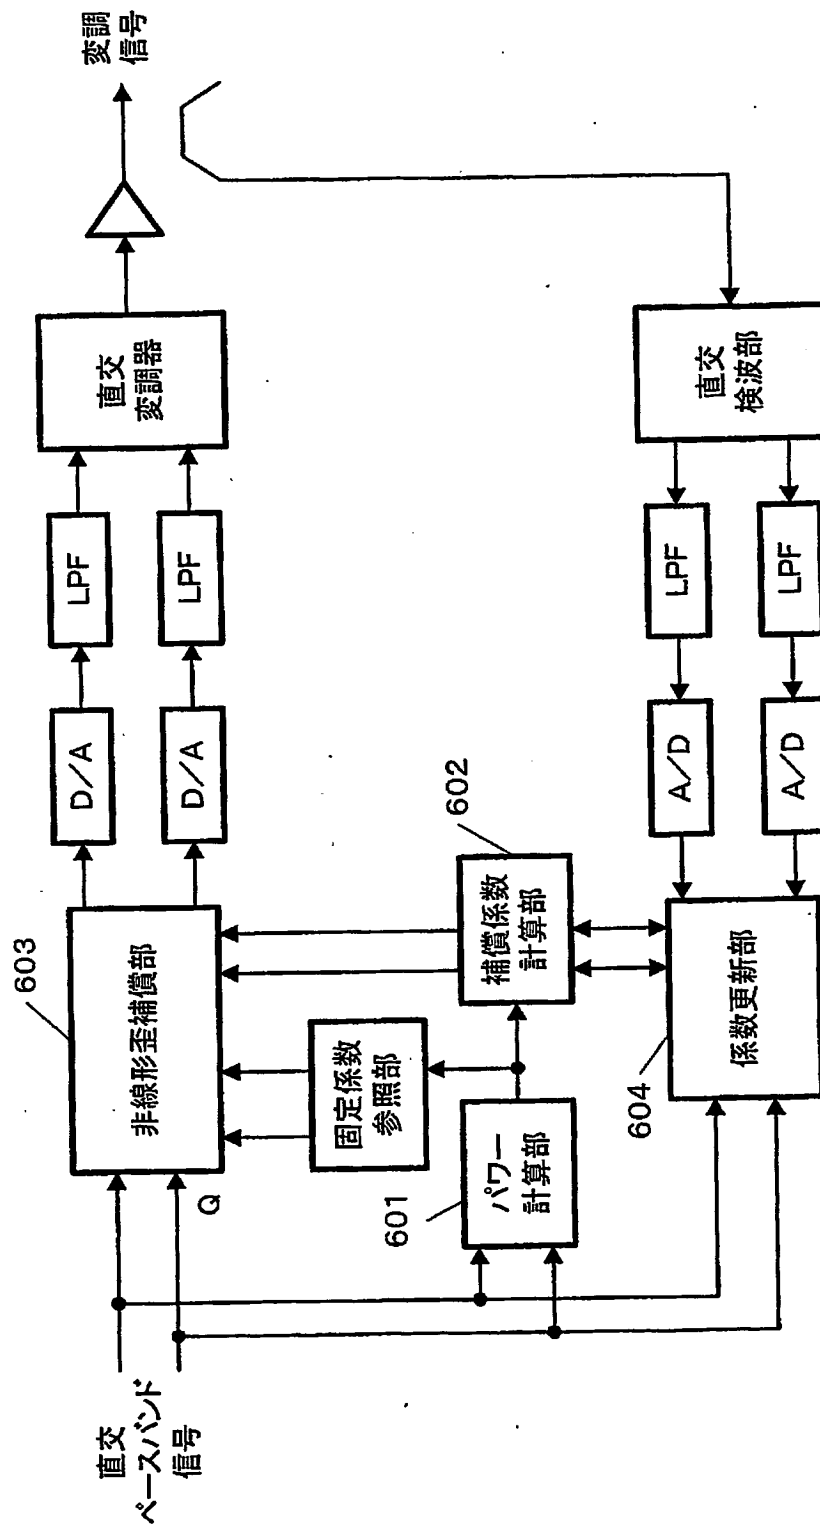 直交
ベースバンド
信号
Q
603
非線形歪補償部
D/A
D/A
LPF
LPF
直交
変調器
変調
信号
固定係数
参照部
601
パワー
計算部
602
補償係数
計算部
604
係数更新部
A/D
A/D
LPF
LPF
直交
検波部